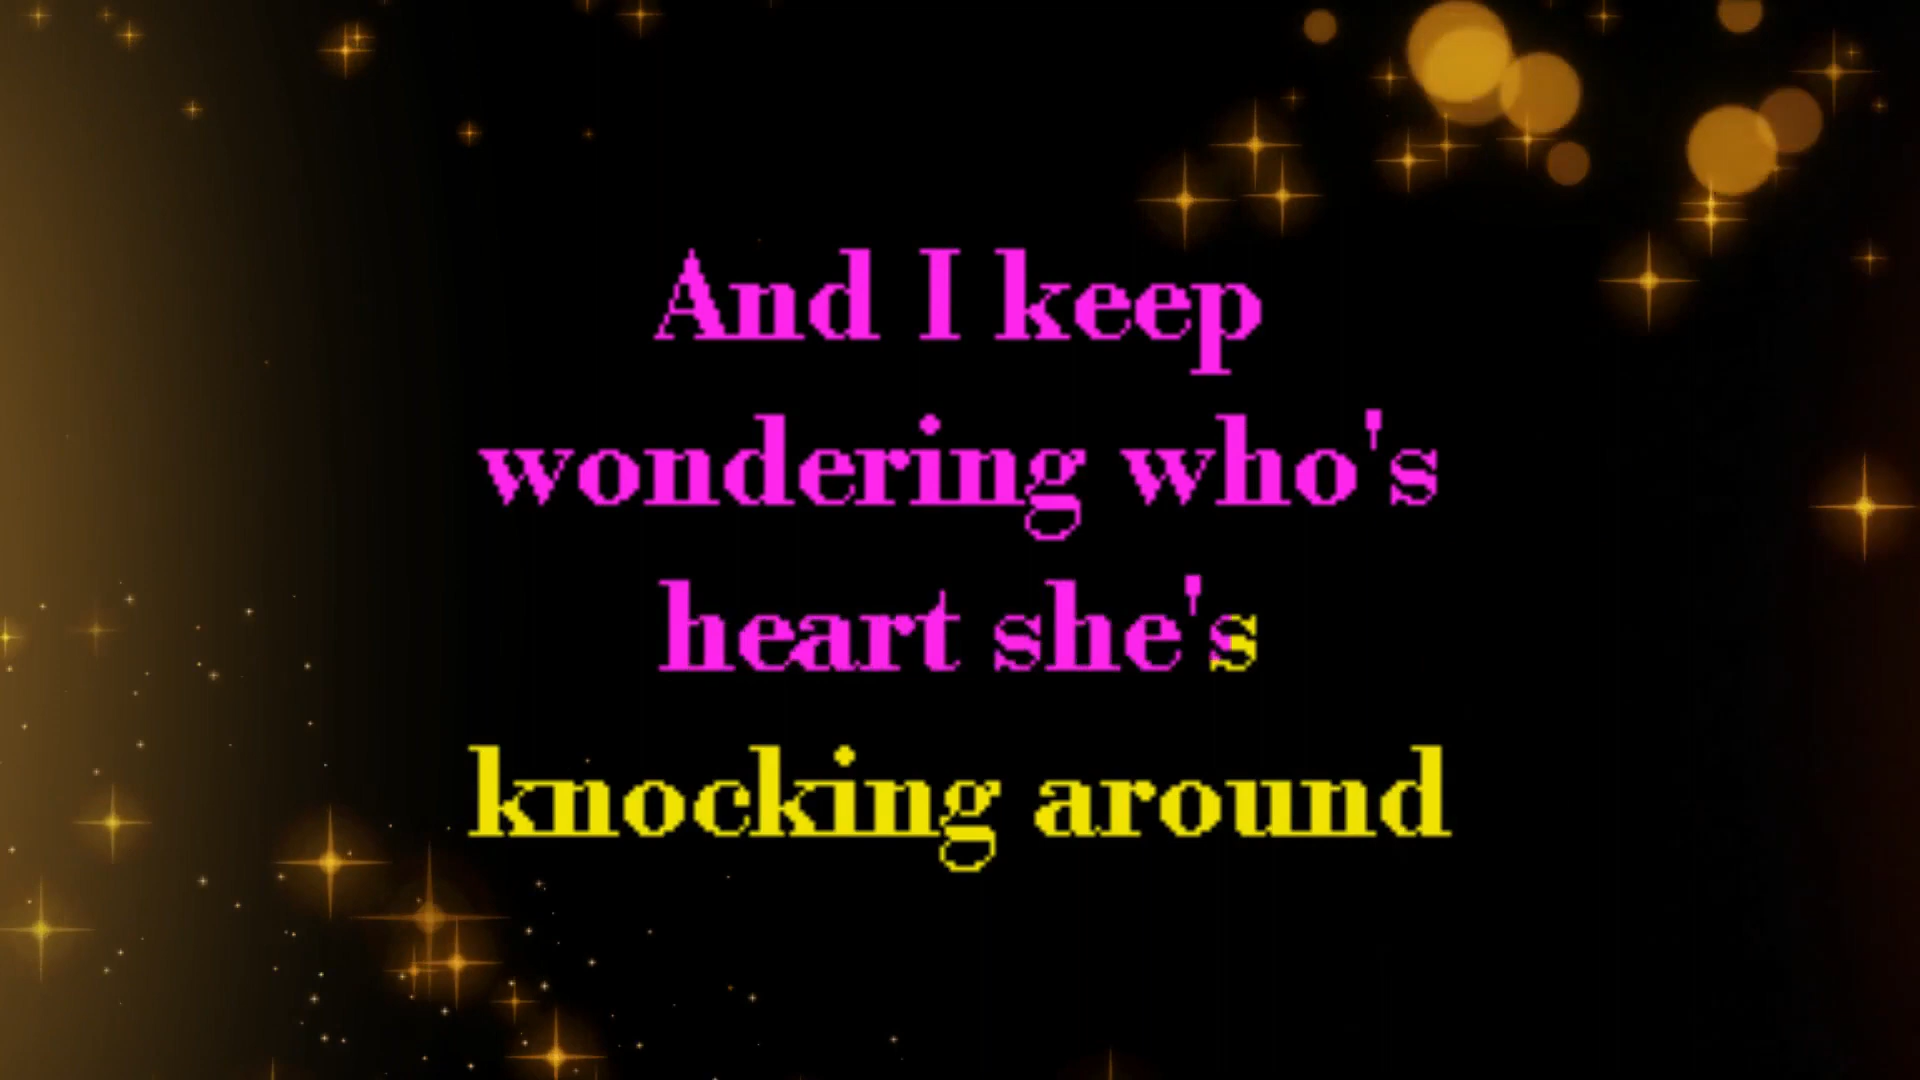 And I keep
wondering who's
heart she's
knocking around